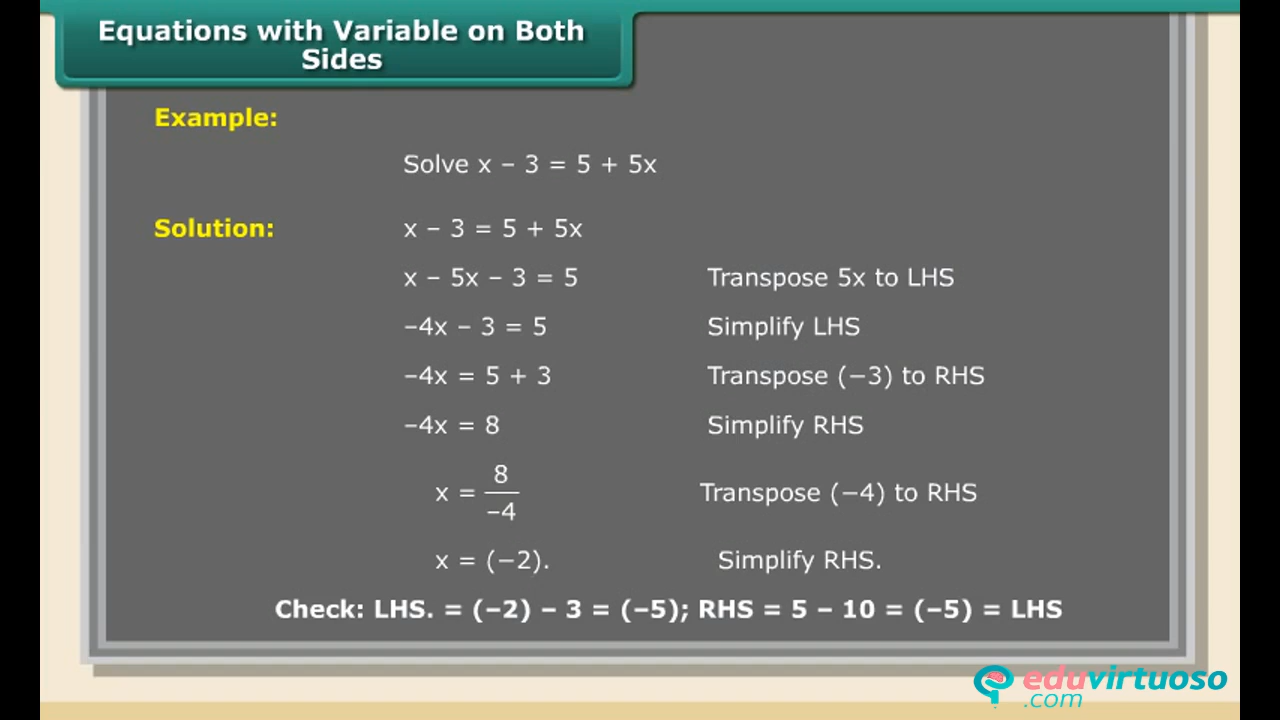 Equations with Variable on Both
Sides
Example:
Solve x – 3 = 5 + 5x
Solution: x – 3 = 5 + 5x
x – 5x – 3 = 5 Transpose 5x to LHS
–4x – 3 = 5 Simplify LHS
–4x = 5 + 3 Transpose (−3) to RHS
–4x = 8 Simplify RHS
x = 8/–4 Transpose (−4) to RHS
x = (−2). Simplify RHS.
Check: LHS. = (–2) – 3 = (–5); RHS = 5 – 10 = (–5) = LHS
eduvirtuoso
.com